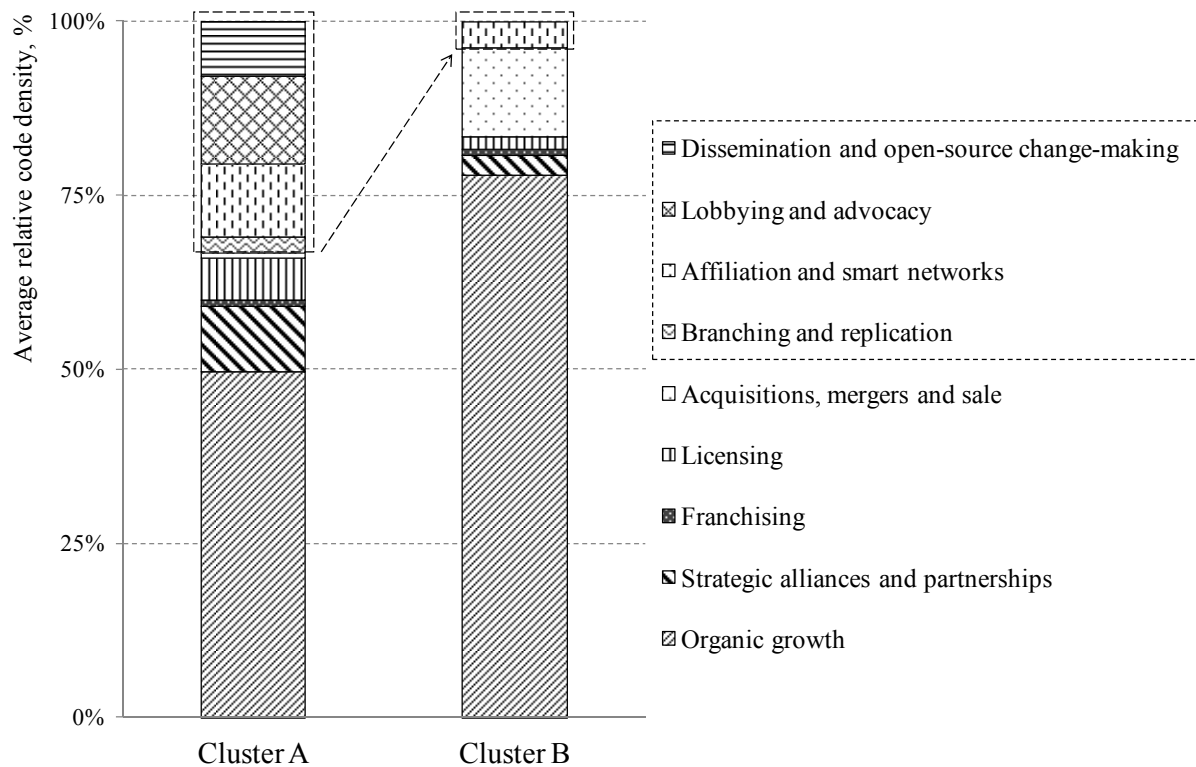 Average relative code density, %
100%
75%
50%
25%
0%
Cluster A
Cluster B
Dissemination and open-source change-making
Lobbying and advocacy
Affiliation and smart networks
Branching and replication
Acquisitions, mergers and sale
Licensing
Franchising
Strategic alliances and partnerships
Organic growth